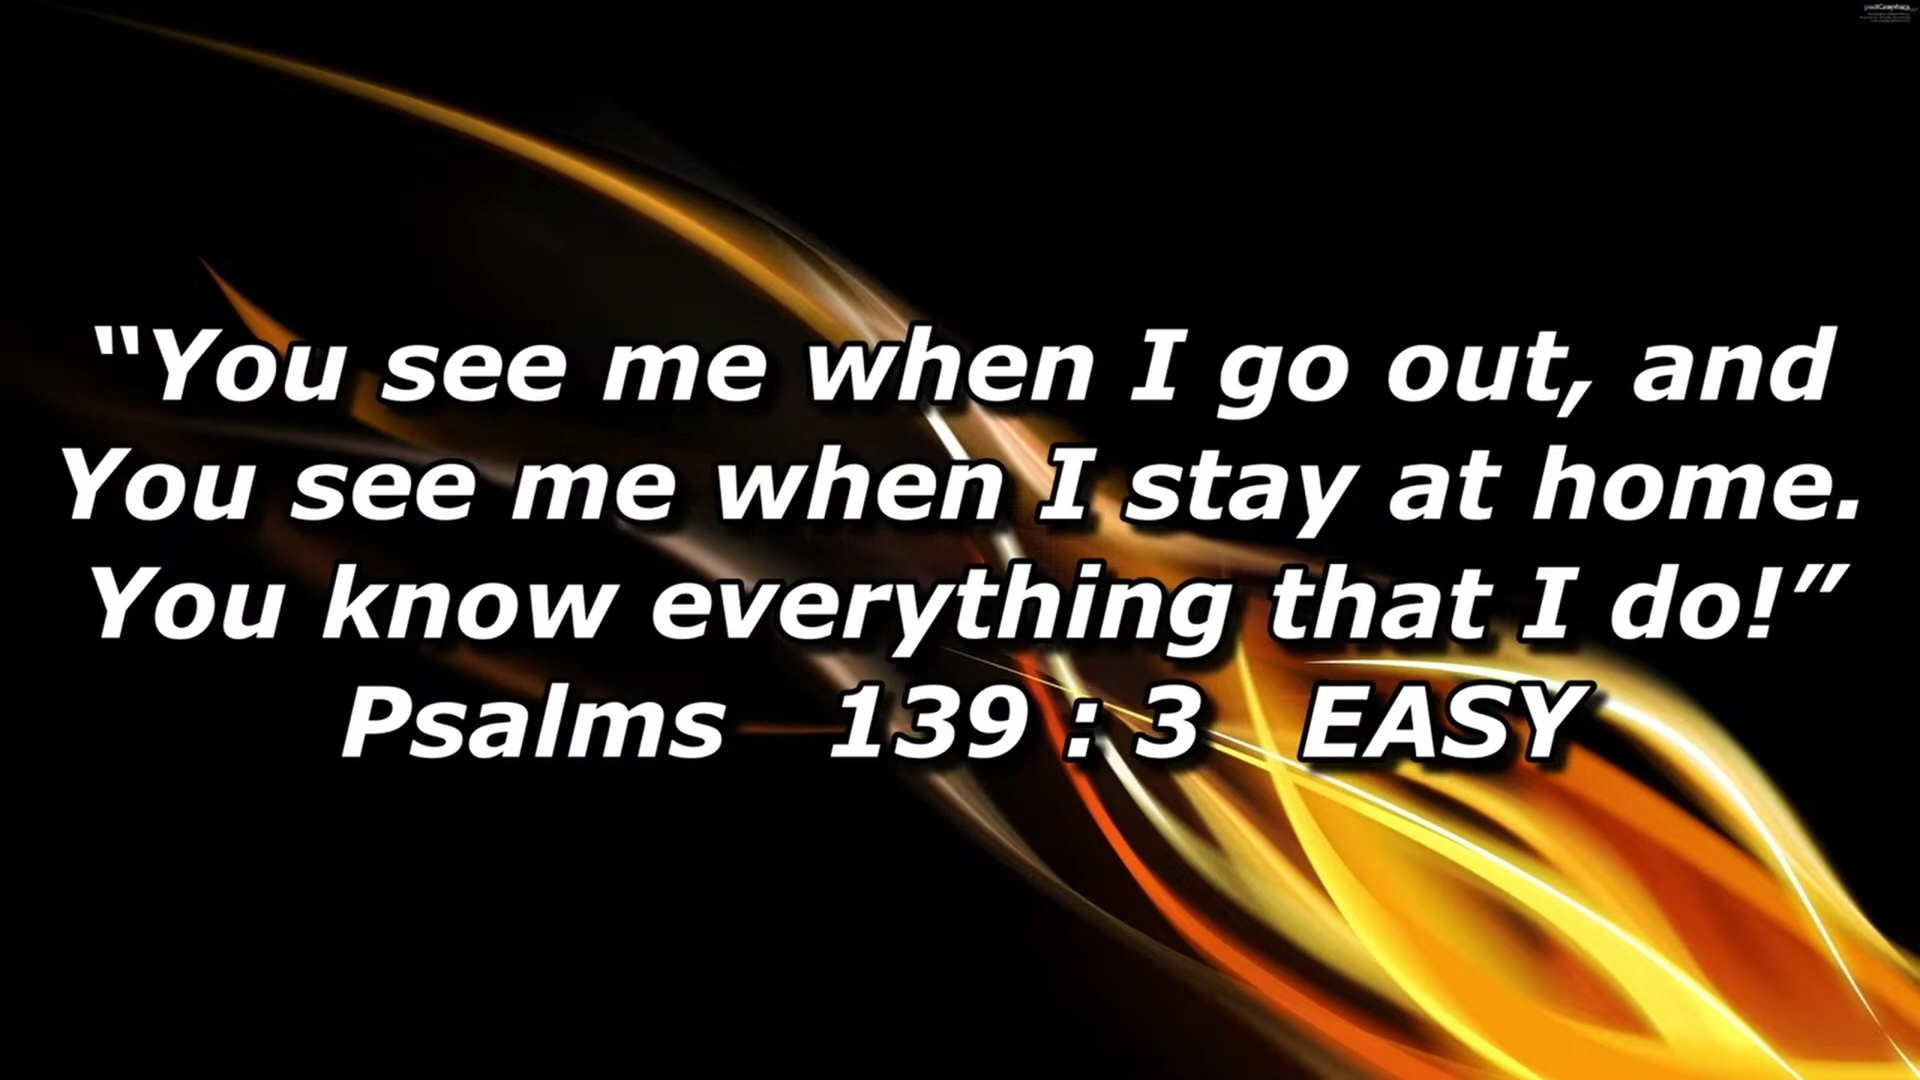 “You see me when I go out, and
You see me when I stay at home.
You know everything that I do!”
Psalms 139 : 3 EASY